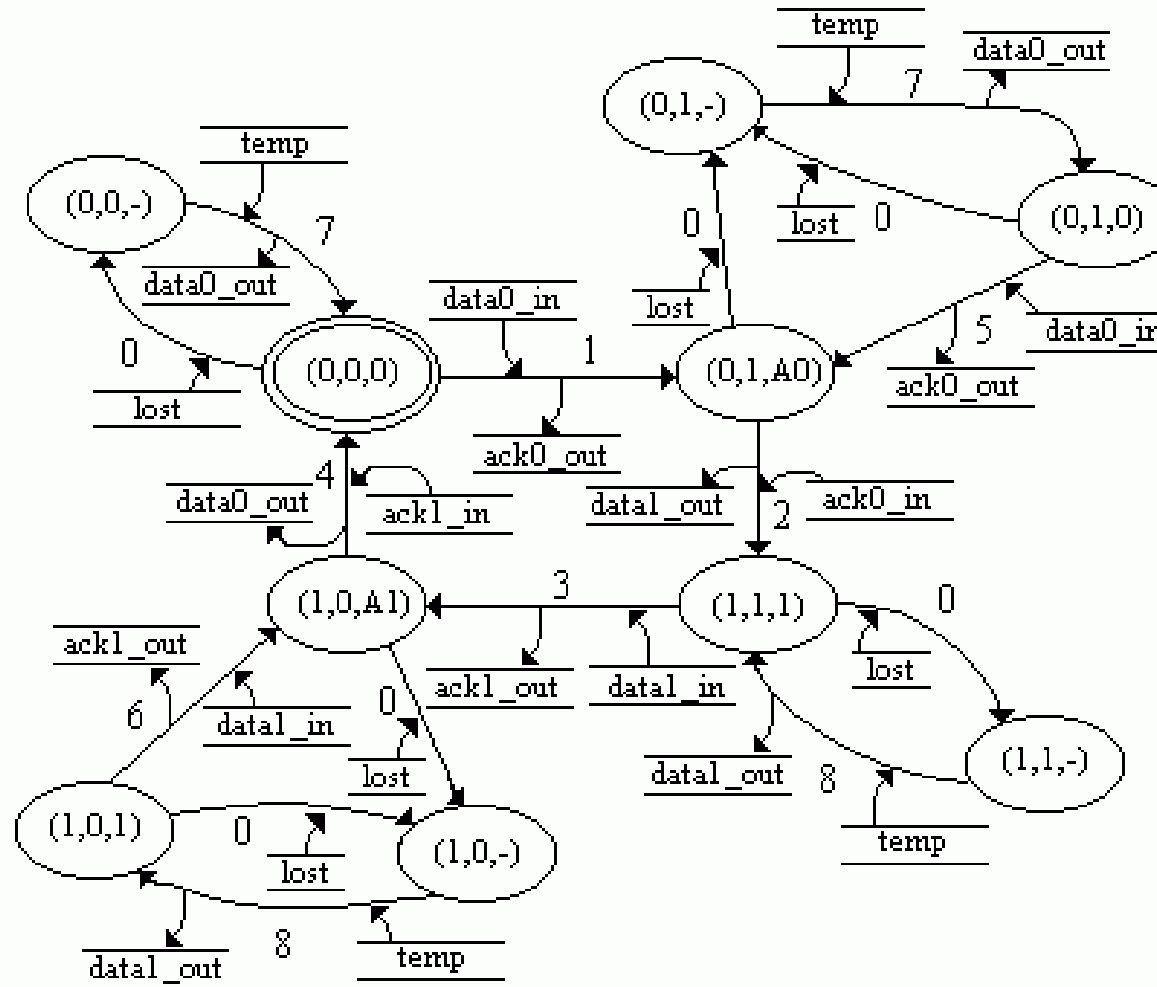 temp
data0_out
7
(0,1,-)
temp
(0,0,-)
lost
0
(0,1,0)
7
0
data0_out
data0_in
lost
5
data0_in
0
1
(0,0,0)
(0,1,A0)
ack0_out
lost
ack0_out
4
data0_out
ack1_in
data1_out
ack0_in
2
3
0
(1,0,A1)
(1,1,1)
ack1_out
lost
ack1_out
data1_in
0
6
data1_in
lost
data1_out
8
(1,1,-)
(1,0,1)
0
lost
(1,0,-)
temp
8
data1_out
temp